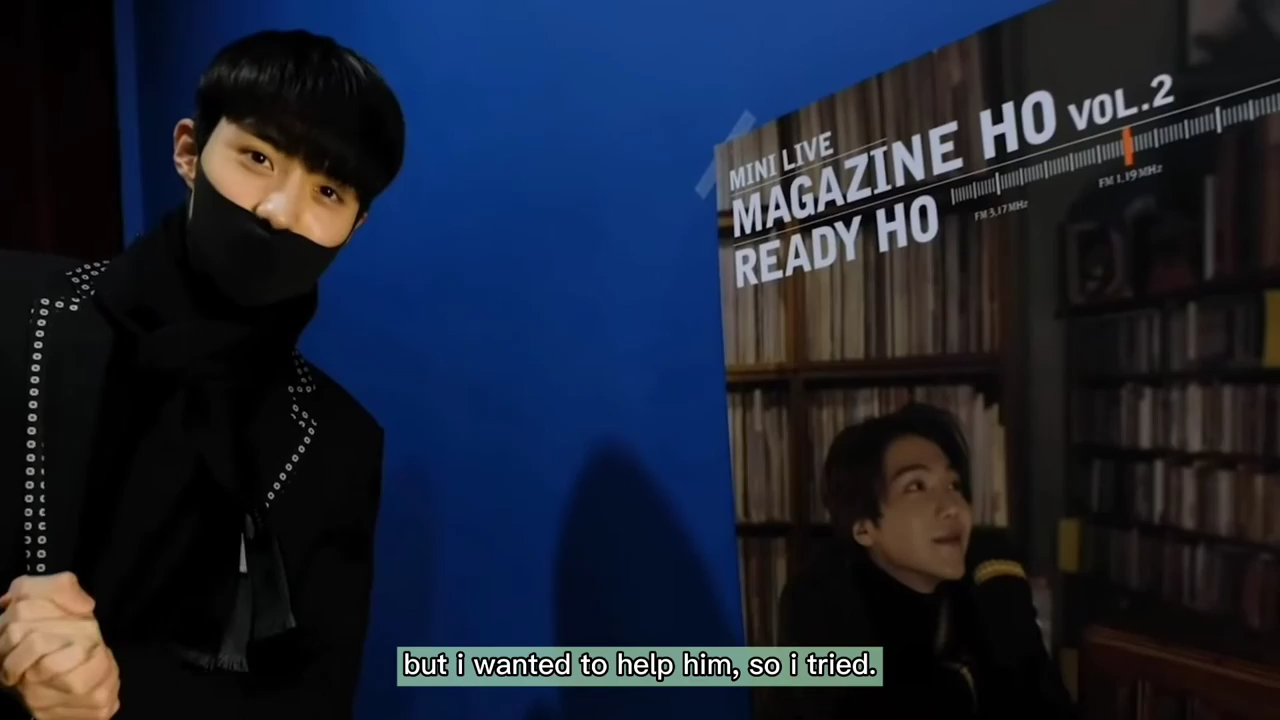 MINI LIVE
MAGAZINE HO VOL.2
READY HO
FM 3.17 MHz
FM 1.19 MHz
but i wanted to help him, so i tried.